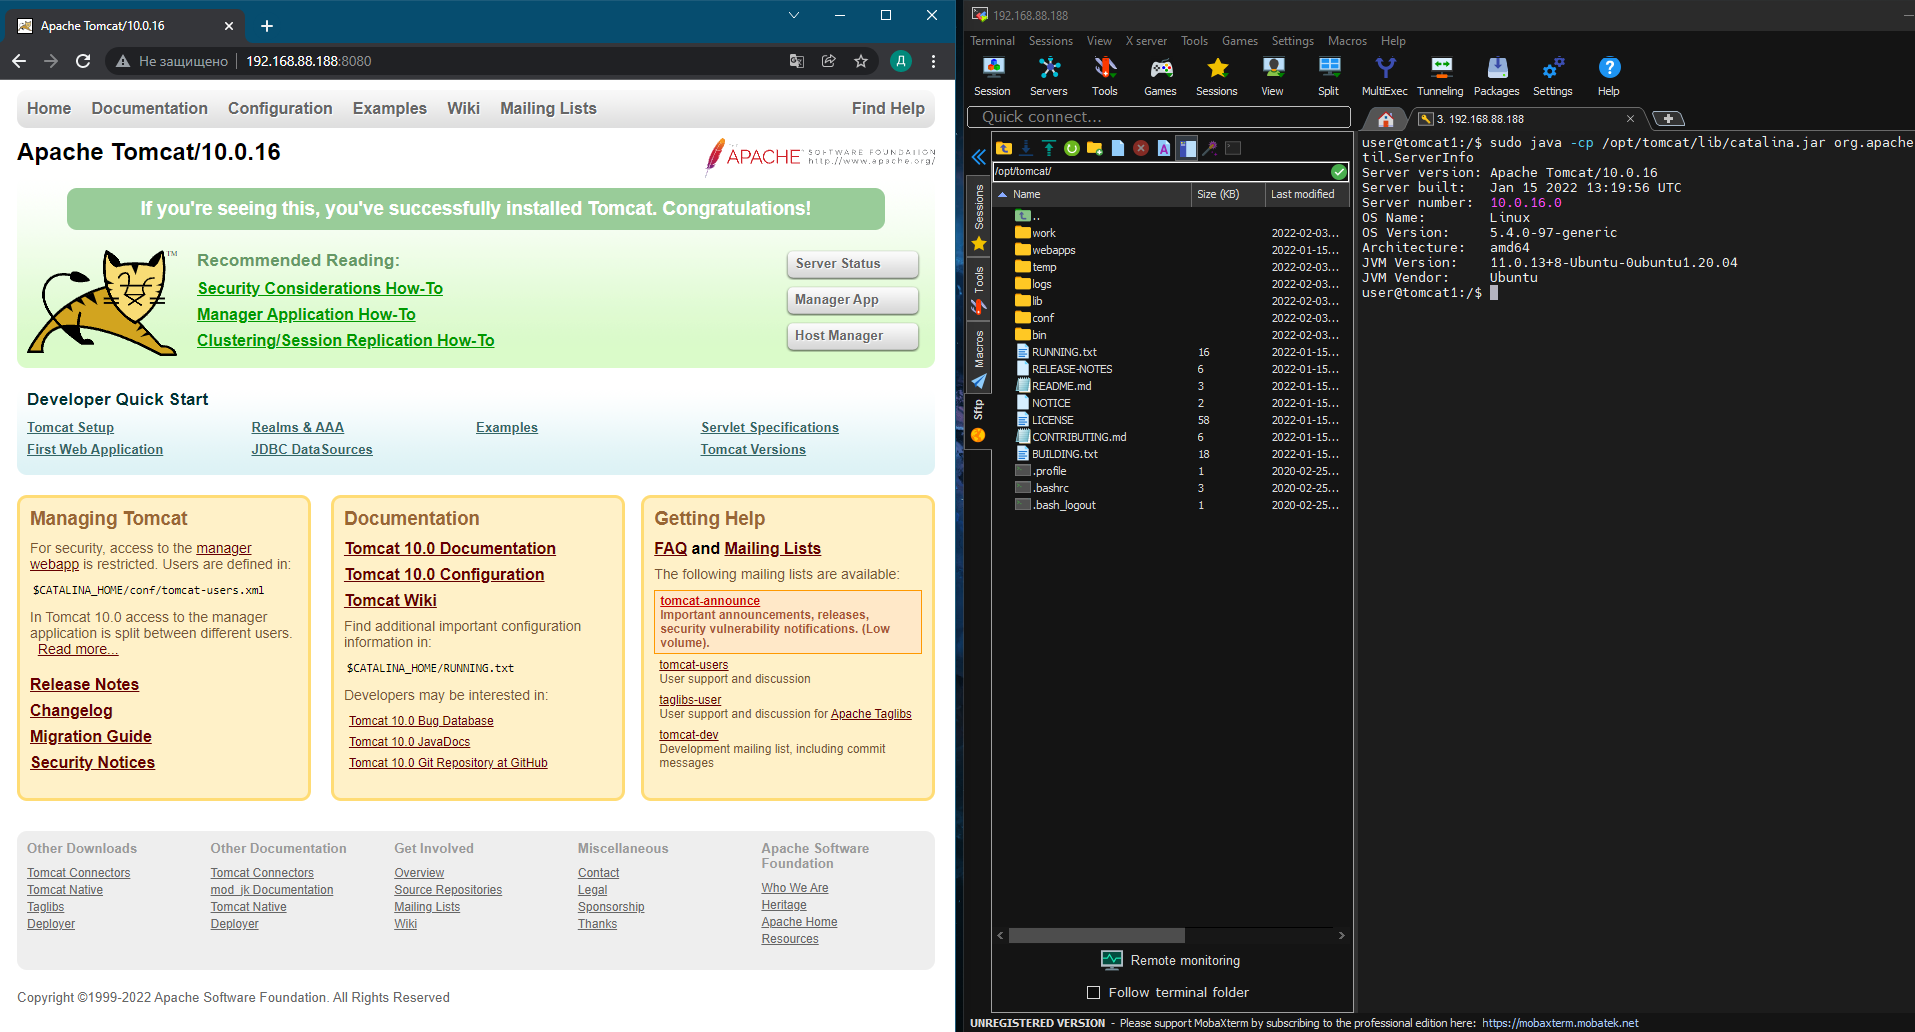 Apache Tomcat/10.0.16
Не защищено 192.168.88.188:8080
Д
Home Documentation Configuration Examples Wiki Mailing Lists Find Help
Apache Tomcat/10.0.16
APACHE SOFTWARE FOUNDATION
http://www.apache.org/
If you're seeing this, you've successfully installed Tomcat. Congratulations!
TM
Recommended Reading:
Security Considerations How-To
Manager Application How-To
Clustering/Session Replication How-To
Server Status
Manager App
Host Manager
Developer Quick Start
Tomcat Setup
First Web Application
Realms & AAA
JDBC DataSources
Examples
Servlet Specifications
Tomcat Versions
Managing Tomcat
For security, access to the manager
webapp is restricted. Users are defined in:
$CATALINA_HOME/conf/tomcat-users.xml
In Tomcat 10.0 access to the manager
application is split between different users.
Read more...
Release Notes
Changelog
Migration Guide
Security Notices
Documentation
Tomcat 10.0 Documentation
Tomcat 10.0 Configuration
Tomcat Wiki
Find additional important configuration
information in:
$CATALINA_HOME/RUNNING.txt
Developers may be interested in:
Tomcat 10.0 Bug Database
Tomcat 10.0 JavaDocs
Tomcat 10.0 Git Repository at GitHub
Getting Help
FAQ and Mailing Lists
The following mailing lists are available:
tomcat-announce
Important announcements, releases,
security vulnerability notifications. (Low
volume).
tomcat-users
User support and discussion
taglibs-user
User support and discussion for Apache Taglibs
tomcat-dev
Development mailing list, including commit
messages
Other Downloads
Tomcat Connectors
Tomcat Native
Taglibs
Deployer
Other Documentation
Tomcat Connectors
mod_jk Documentation
Tomcat Native
Deployer
Get Involved
Overview
Source Repositories
Mailing Lists
Wiki
Miscellaneous
Contact
Legal
Sponsorship
Thanks
Apache Software
Foundation
Who We Are
Heritage
Apache Home
Resources
Copyright ©1999-2022 Apache Software Foundation. All Rights Reserved
192.168.88.188
Terminal Sessions View X server Tools Games Settings Macros Help
Session Servers Tools Games Sessions View Split MultiExec Tunneling Packages Settings Help
Quick connect...
3. 192.168.88.188
/opt/tomcat/
Sessions
Tools
Macros
Sftp
Name Size (KB) Last modified
..
work 2022-02-03...
webapps 2022-01-15...
temp 2022-02-03...
logs 2022-02-03...
lib 2022-02-03...
conf 2022-02-03...
bin 2022-02-03...
RUNNING.txt 16 2022-01-15...
RELEASE-NOTES 6 2022-01-15...
README.md 3 2022-01-15...
NOTICE 2 2022-01-15...
LICENSE 58 2022-01-15...
CONTRIBUTING.md 6 2022-01-15...
BUILDING.txt 18 2022-01-15...
.profile 1 2020-02-25...
.bashrc 3 2020-02-25...
.bash_logout 1 2020-02-25...
Remote monitoring
Follow terminal folder
user@tomcat1:/$ sudo java -cp /opt/tomcat/lib/catalina.jar org.apache
til.ServerInfo
Server version: Apache Tomcat/10.0.16
Server built: Jan 15 2022 13:19:56 UTC
Server number: 10.0.16.0
OS Name: Linux
OS Version: 5.4.0-97-generic
Architecture: amd64
JVM Version: 11.0.13+8-Ubuntu-0ubuntu1.20.04
JVM Vendor: Ubuntu
user@tomcat1:/$
UNREGISTERED VERSION - Please support MobaXterm by subscribing to the professional edition here: https://mobaxterm.mobatek.net